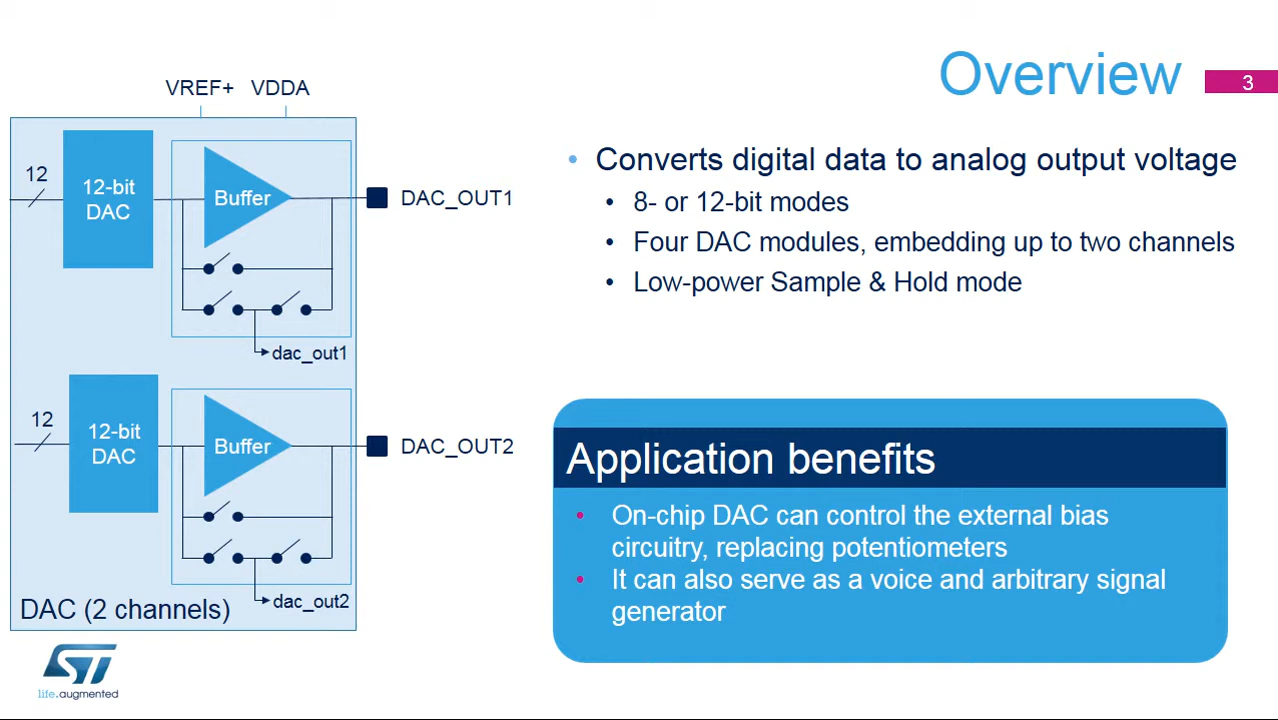 Overview
3
VREF+ VDDA
12
12-bit
DAC
Buffer
DAC_OUT1
dac_out1
12
12-bit
DAC
Buffer
DAC_OUT2
dac_out2
DAC (2 channels)
• Converts digital data to analog output voltage
• 8- or 12-bit modes
• Four DAC modules, embedding up to two channels
• Low-power Sample & Hold mode
Application benefits
• On-chip DAC can control the external bias
circuitry, replacing potentiometers
• It can also serve as a voice and arbitrary signal
generator
ST
life.augmented